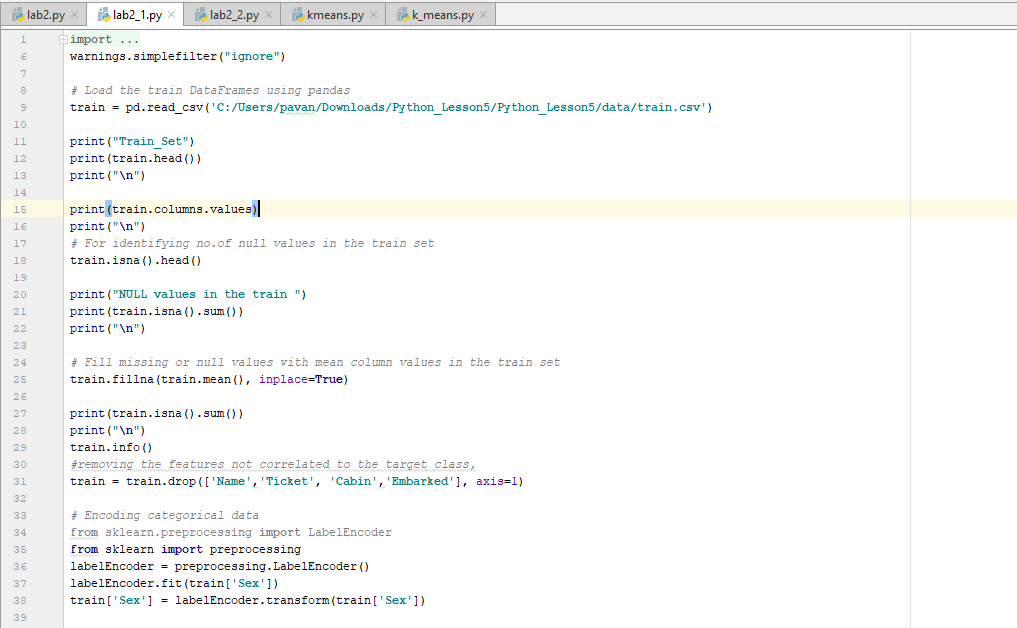 lab2.py × lab2_1.py × lab2_2.py × kmeans.py × k_means.py ×
1 import ...
6 warnings.simplefilter("ignore")
7
8 # Load the train DataFrames using pandas
9 train = pd.read_csv('C:/Users/pavan/Downloads/Python_Lesson5/Python_Lesson5/data/train.csv')
10
11 print("Train_Set")
12 print(train.head())
13 print("\n")
14
15 print(train.columns.values)
16 print("\n")
17 # For identifying no.of null values in the train set
18 train.isna().head()
19
20 print("NULL values in the train ")
21 print(train.isna().sum())
22 print("\n")
23
24 # Fill missing or null values with mean column values in the train set
25 train.fillna(train.mean(), inplace=True)
26
27 print(train.isna().sum())
28 print("\n")
29 train.info()
30 #removing the features not correlated to the target class,
31 train = train.drop(['Name','Ticket', 'Cabin','Embarked'], axis=1)
32
33 # Encoding categorical data
34 from sklearn.preprocessing import LabelEncoder
35 from sklearn import preprocessing
36 labelEncoder = preprocessing.LabelEncoder()
37 labelEncoder.fit(train['Sex'])
38 train['Sex'] = labelEncoder.transform(train['Sex'])
39